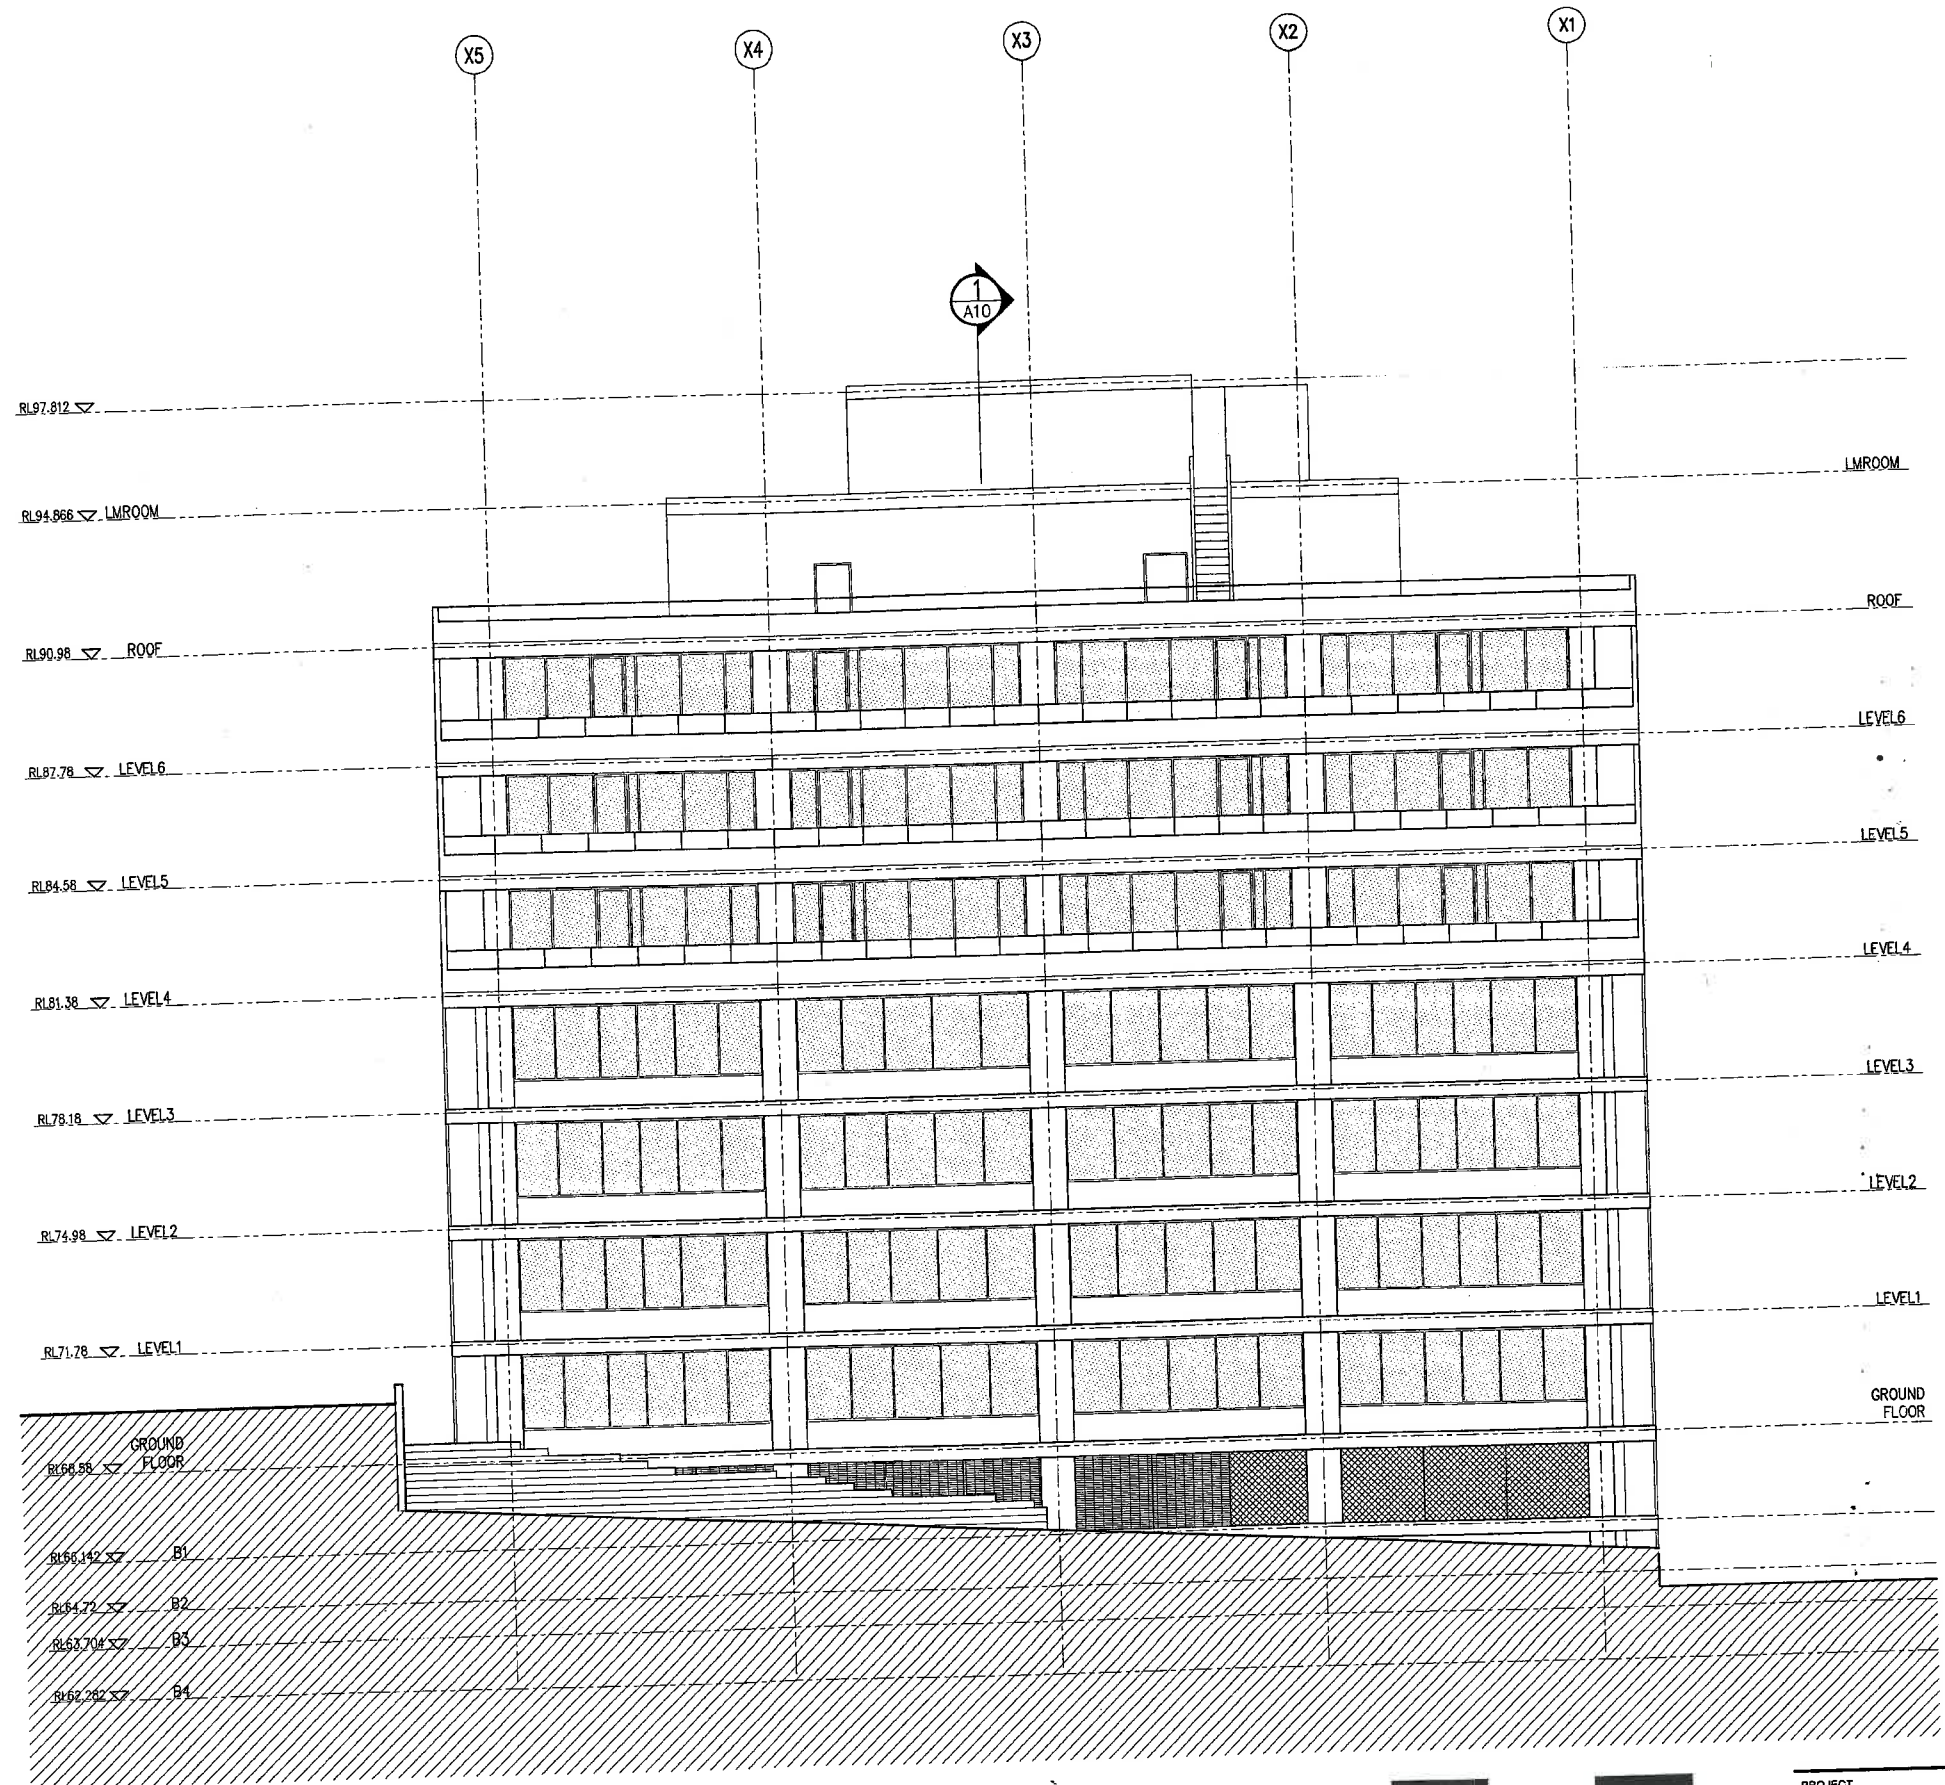 X5 X4 X3 X2 X1
1
A10
RL97.812
RL94.866 LMROOM LMROOM
RL90.98 ROOF ROOF
RL87.78 LEVEL6 LEVEL6
RL84.58 LEVEL5 LEVEL5
RL81.38 LEVEL4 LEVEL4
RL78.18 LEVEL3 LEVEL3
RL74.98 LEVEL2 LEVEL2
RL71.78 LEVEL1 LEVEL1
GROUND
FLOOR
GROUND
RL68.58 FLOOR
RL66.142 B1
RL64.72 B2
RL63.704 B3
RL62.282 B4
PROJECT